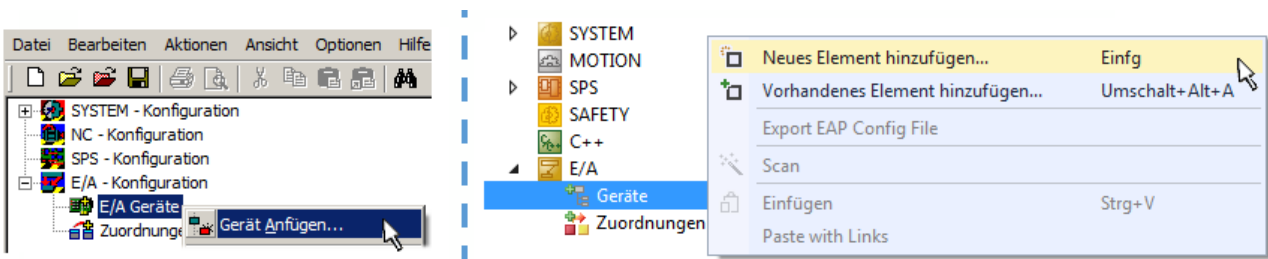 Datei Bearbeiten Aktionen Ansicht Optionen Hilfe
SYSTEM - Konfiguration
NC - Konfiguration
SPS - Konfiguration
E/A - Konfiguration
E/A Geräte
Gerät Anfügen...
Zuordnunge
SYSTEM
MOTION
SPS
SAFETY
C++
E/A
Geräte
Zuordnungen
Neues Element hinzufügen... Einfg
Vorhandenes Element hinzufügen... Umschalt+Alt+A
Export EAP Config File
Scan
Einfügen Strg+V
Paste with Links